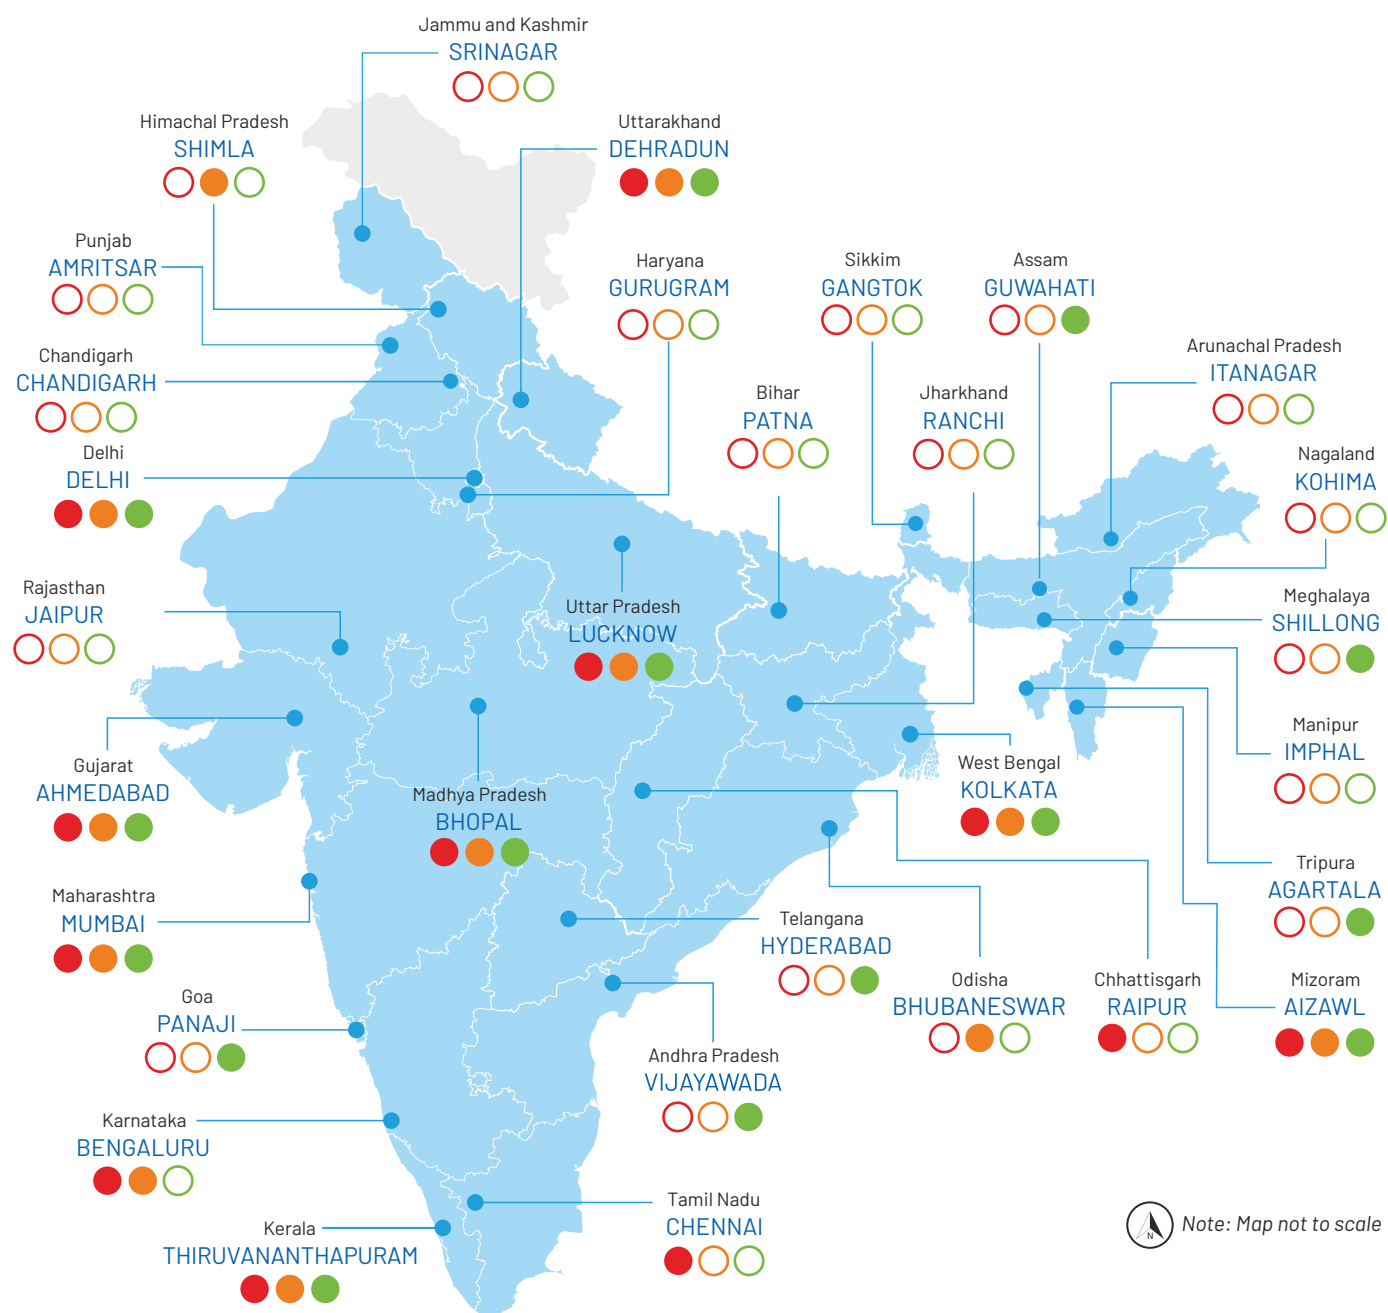 Jammu and Kashmir
SRINAGAR
Himachal Pradesh
SHIMLA
Uttarakhand
DEHRADUN
Punjab
AMRITSAR
Haryana
GURUGRAM
Sikkim
GANGTOK
Assam
GUWAHATI
Chandigarh
CHANDIGARH
Arunachal Pradesh
ITANAGAR
Bihar
PATNA
Jharkhand
RANCHI
Delhi
DELHI
Nagaland
KOHIMA
Rajasthan
JAIPUR
Uttar Pradesh
LUCKNOW
Meghalaya
SHILLONG
Manipur
IMPHAL
Gujarat
AHMEDABAD
Madhya Pradesh
BHOPAL
West Bengal
KOLKATA
Tripura
AGARTALA
Maharashtra
MUMBAI
Telangana
HYDERABAD
Odisha
BHUBANESWAR
Chhattisgarh
RAIPUR
Mizoram
AIZAWL
Goa
PANAJI
Andhra Pradesh
VIJAYAWADA
Karnataka
BENGALURU
Tamil Nadu
CHENNAI
Kerala
THIRUVANANTHAPURAM
N
Note: Map not to scale